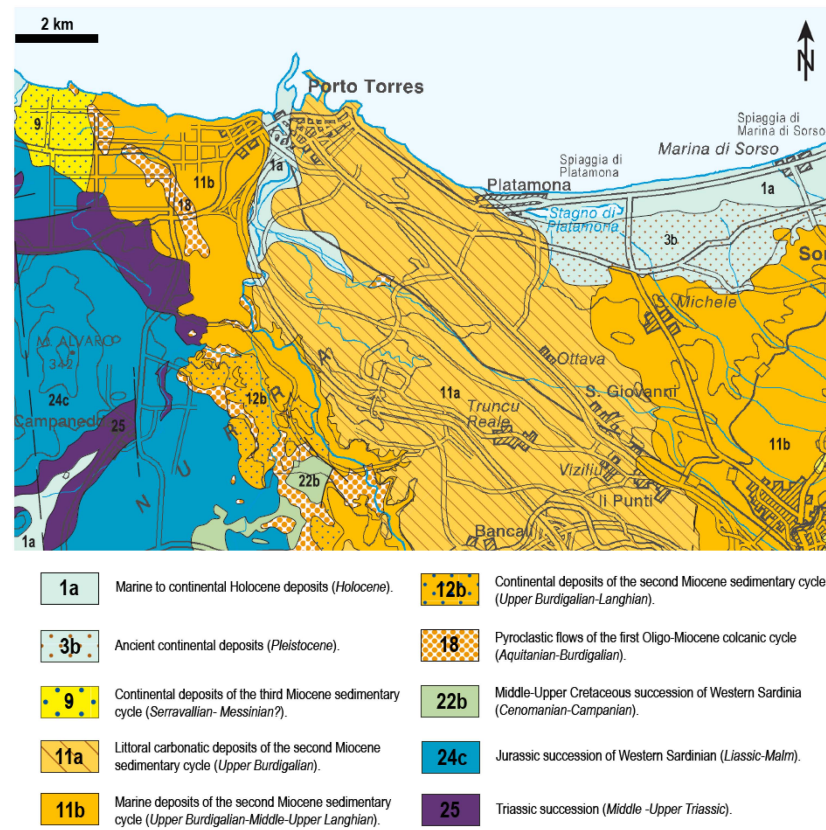 2 km
N
Porto Torres
9
1a
11b
18
Spiaggia di
Marina di Sorso
Marina di Sorso
Spiaggia di
Platamona
Platamona
1a
Stagno di
Platamona
3b
Sor
S. Michele
M. ALVARO
342
Ottava
24c
12b
S. Giovanni
Campaned
25
11a
Truncu
Reale
11b
NURRA
22b
Viziliu
li Punti
1a
Bancali
1a Marine to continental Holocene deposits (Holocene).
3b Ancient continental deposits (Pleistocene).
9 Continental deposits of the third Miocene sedimentary
cycle (Serravallian- Messinian?).
11a Littoral carbonatic deposits of the second Miocene
sedimentary cycle (Upper Burdigalian).
11b Marine deposits of the second Miocene sedimentary
cycle (Upper Burdigalian-Middle-Upper Langhian).
12b Continental deposits of the second Miocene sedimentary cycle
(Upper Burdigalian-Langhian).
18 Pyroclastic flows of the first Oligo-Miocene colcanic cycle
(Aquitanian-Burdigalian).
22b Middle-Upper Cretaceous succession of Western Sardinia
(Cenomanian-Campanian).
24c Jurassic succession of Western Sardinian (Liassic-Malm).
25 Triassic succession (Middle -Upper Triassic).